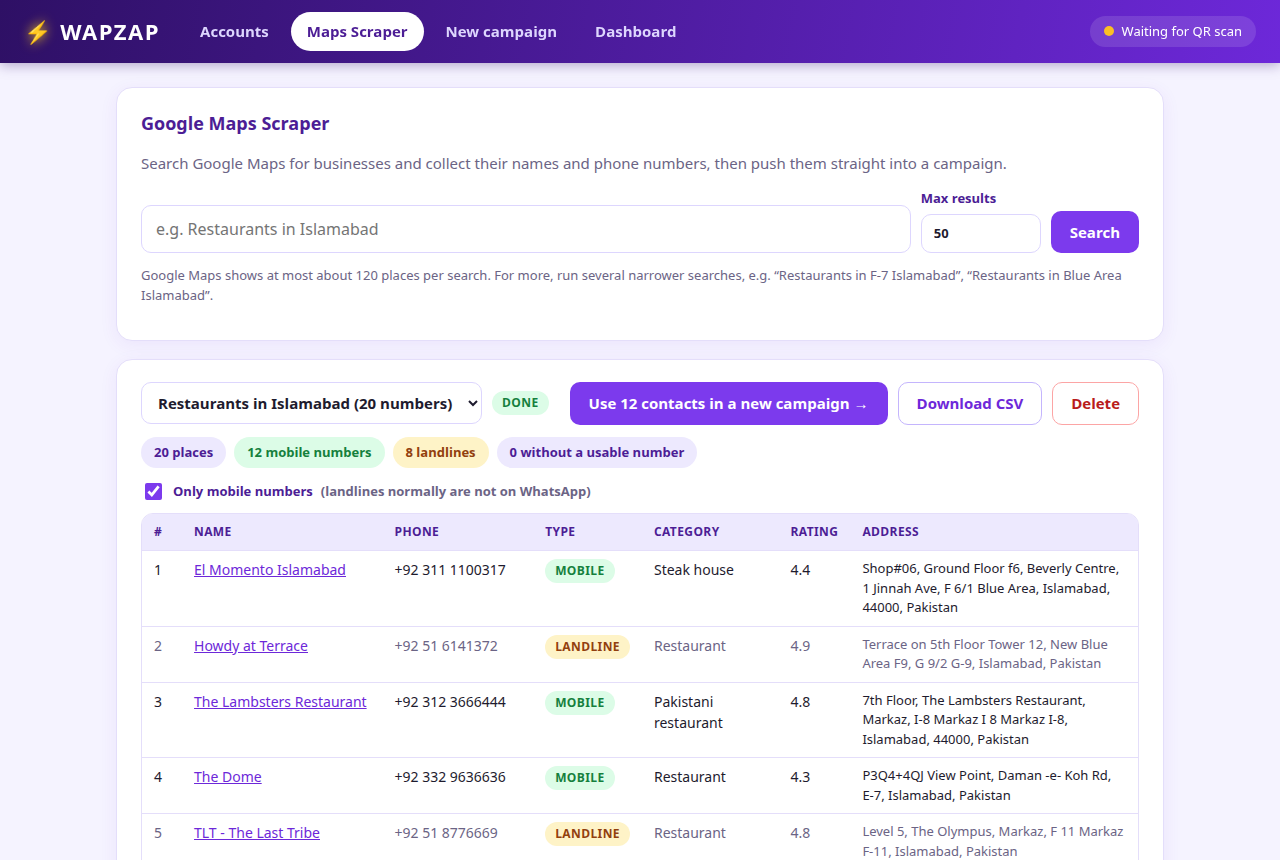 ⚡ WAPZAP
Accounts
Maps Scraper
New campaign
Dashboard
Waiting for QR scan
Google Maps Scraper
Search Google Maps for businesses and collect their names and phone numbers, then push them straight into a campaign.
Max results
e.g. Restaurants in Islamabad
50
Search
Google Maps shows at most about 120 places per search. For more, run several narrower searches, e.g. “Restaurants in F-7 Islamabad”, “Restaurants in Blue Area
Islamabad”.
Restaurants in Islamabad (20 numbers)
DONE
Use 12 contacts in a new campaign →
Download CSV
Delete
20 places
12 mobile numbers
8 landlines
0 without a usable number
Only mobile numbers (landlines normally are not on WhatsApp)
# NAME PHONE TYPE CATEGORY RATING ADDRESS
1 El Momento Islamabad +92 311 1100317 MOBILE Steak house 4.4 Shop#06, Ground Floor f6, Beverly Centre,
1 Jinnah Ave, F 6/1 Blue Area, Islamabad,
44000, Pakistan
2 Howdy at Terrace +92 51 6141372 LANDLINE Restaurant 4.9 Terrace on 5th Floor Tower 12, New Blue
Area F9, G 9/2 G-9, Islamabad, Pakistan
3 The Lambsters Restaurant +92 312 3666444 MOBILE Pakistani 4.8 7th Floor, The Lambsters Restaurant,
restaurant Markaz, I-8 Markaz I 8 Markaz I-8,
Islamabad, 44000, Pakistan
4 The Dome +92 332 9636636 MOBILE Restaurant 4.3 P3Q4+4QJ View Point, Daman -e- Koh Rd,
E-7, Islamabad, Pakistan
5 TLT - The Last Tribe +92 51 8776669 LANDLINE Restaurant 4.8 Level 5, The Olympus, Markaz, F 11 Markaz
F-11, Islamabad, Pakistan